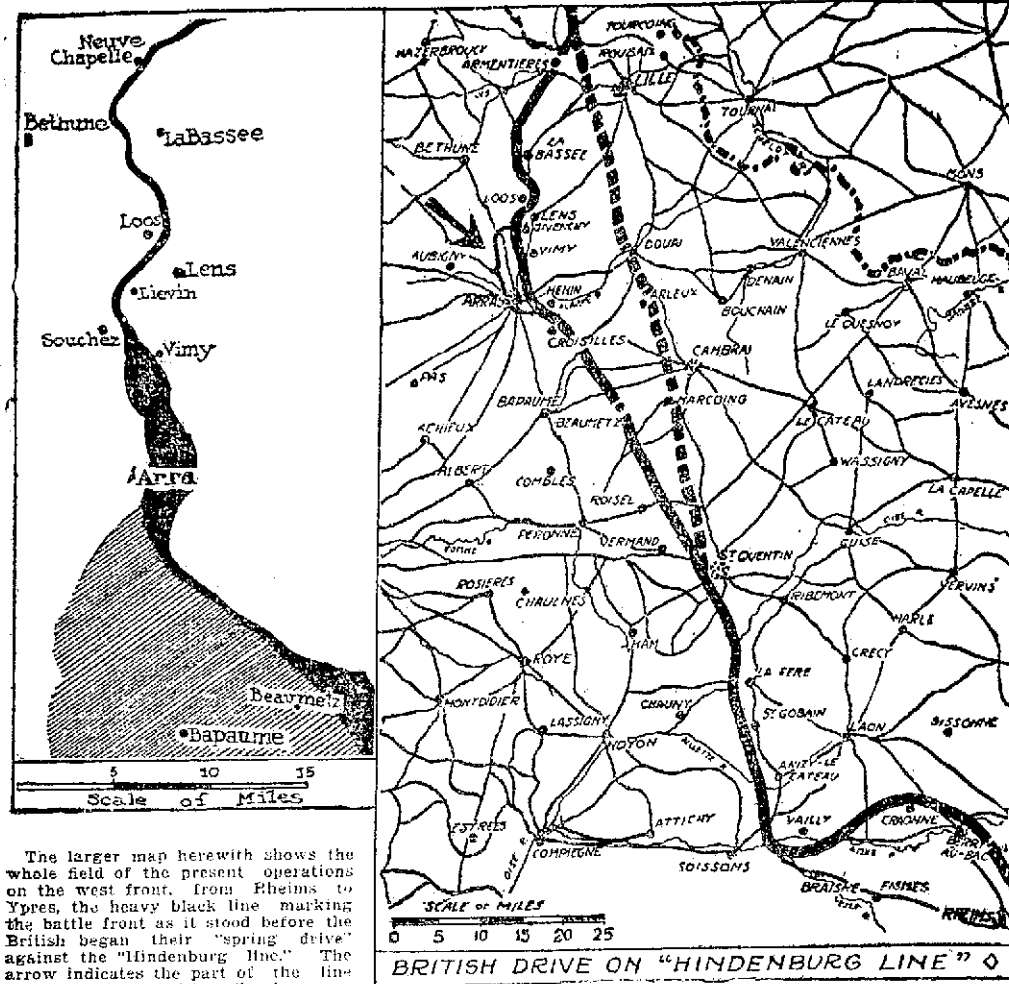 Neuve
Chapelle
Bethune
LaBassee
Loos
Lens
Lievin
Souchez
Vimy
Arra
Beaumetz
Bapaume
5 10 15
Scale of Miles
The larger map herewith shows the
whole field of the present operations
on the west front, from Rheims to
Ypres, the heavy black line marking
the battle front as it stood before the
British began their "spring drive"
against the "Hindenburg line." The
arrow indicates the part of the line
TOURCOING
HAZEBROUCK
ROUBAIX
ARMENTIERES
LILLE
LYS
TOURNAI
BETHUNE
LA
BASSEE
MONS
LOOS
LENS
GIVENCHY
VIMY
DOUAI
VALENCIENNES
AUBIGNY
DENAIN
BAVAI
MAUBEUGE
ARRAS
HENIN
ARLEUX
BOUCHAIN
LE QUESNOY
CROISILLES
CAMBRAI
PAS
LANDRECIES
BAPAUME
MARCOING
AVESNES
BEAUMETZ
LE CATEAU
ACHIEUX
WASSIGNY
ALBERT
COMBLES
LA CAPELLE
ROISEL
PERONNE
VERMAND
GUISE
SOMME
ST QUENTIN
VERVINS
ROSIERES
CHAULNES
RIBEMONT
MARLE
HAM
ROYE
CRECY
LA FERE
MONTDIDIER
CHAUNY
ST GOBAIN
LAON
SISSONNE
LASSIGNY
NOYON
ANIZY-LE
CATEAU
CRAONNE
ESTREES
VAILLY
BERRY
AU-BAC
ATTICHY
OISE R
COMPIEGNE
SOISSONS
BRAISNE
FISMES
RHEIMS
SCALE OF MILES
0 5 10 15 20 25
BRITISH DRIVE ON "HINDENBURG LINE"